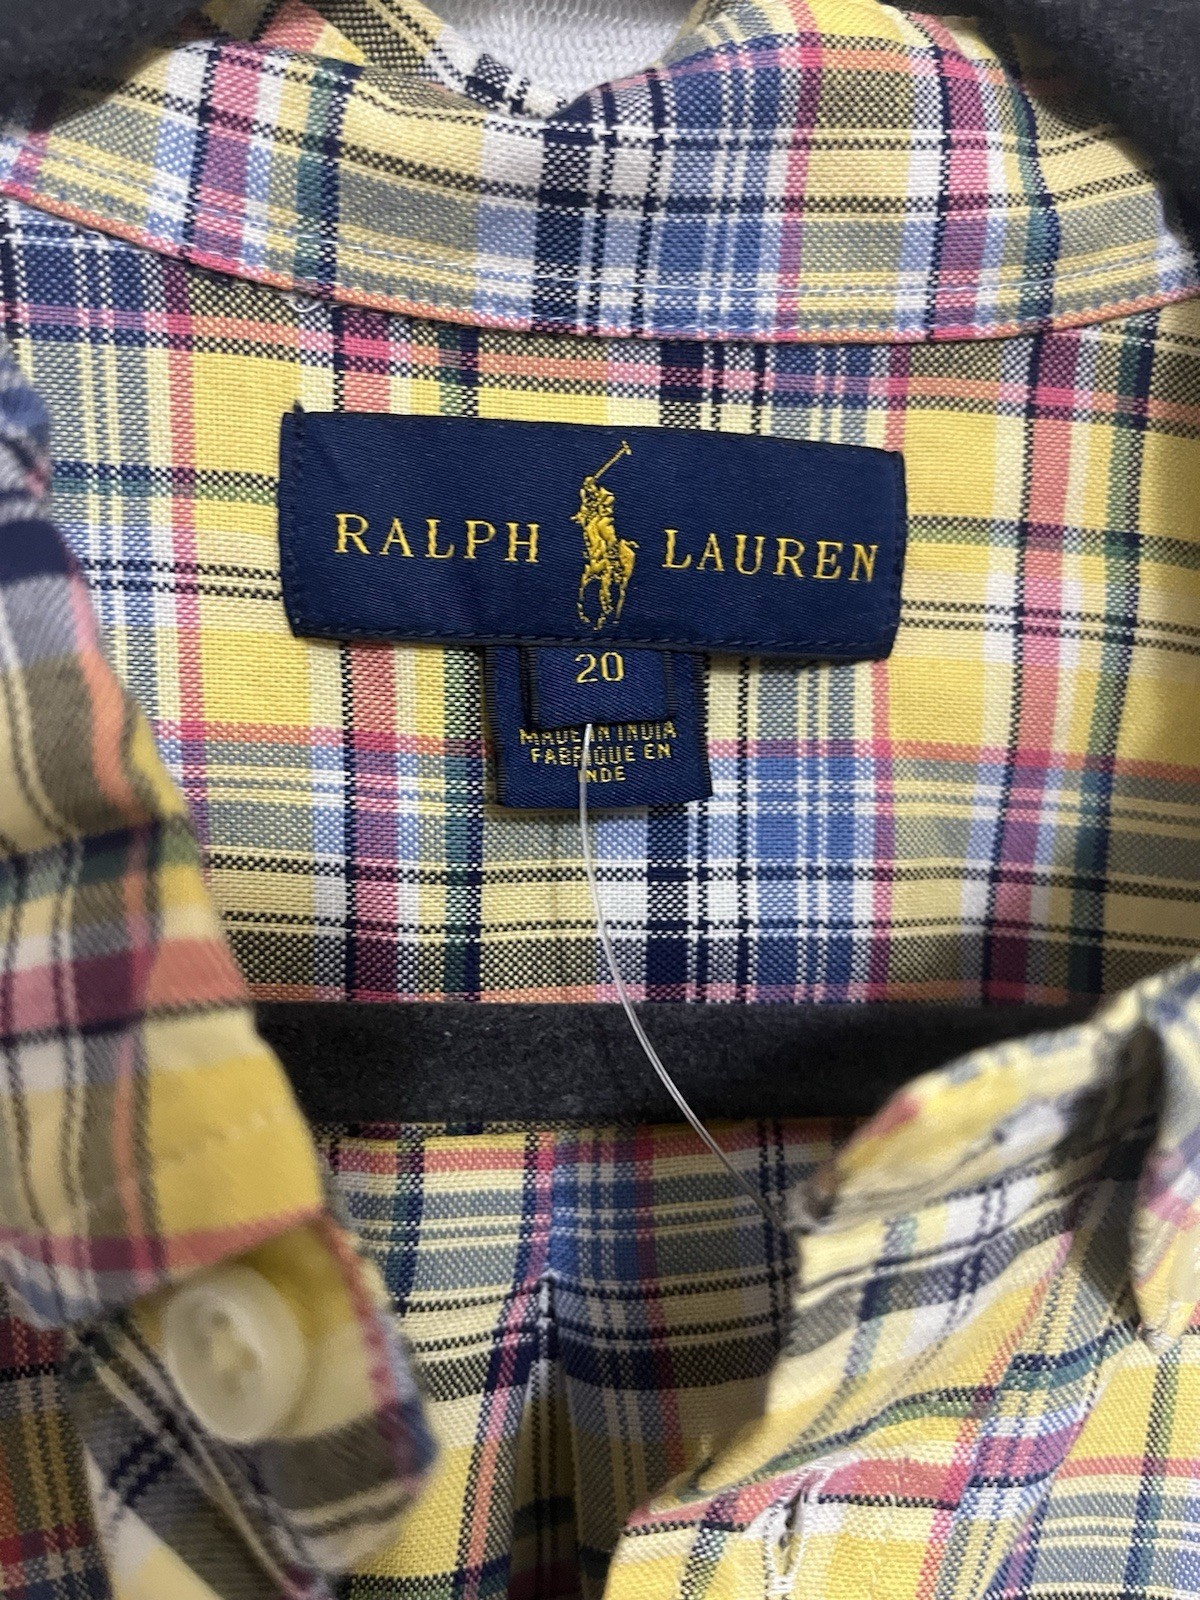 RALPH LAUREN
20
MADE IN INDIA
FABRIQUE EN
INDE